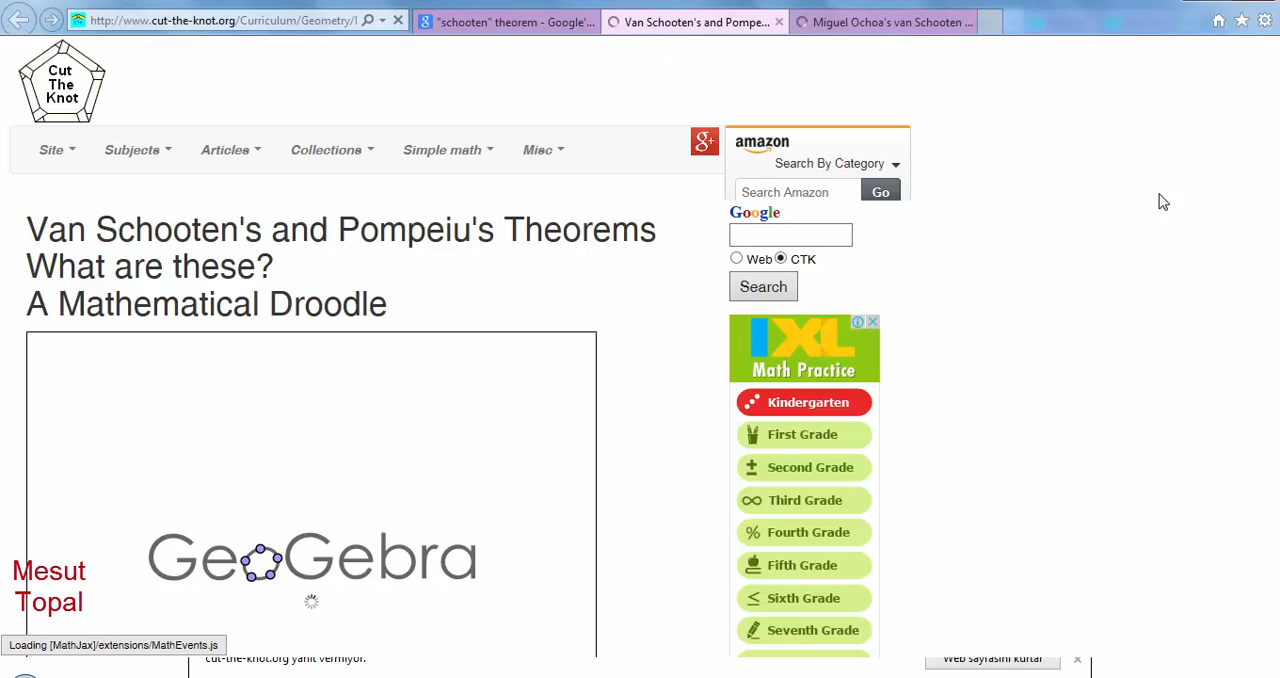 http://www.cut-the-knot.org/Curriculum/Geometry/
"schooten" theorem - Google'...
Van Schooten's and Pompe...
Miguel Ochoa's van Schooten ...
Cut
The
Knot
Site
Subjects
Articles
Collections
Simple math
Misc
g+
amazon
Search By Category
Search Amazon
Go
Google
Web
CTK
Search
Van Schooten's and Pompeiu's Theorems
What are these?
A Mathematical Droodle
IXL
Math Practice
Kindergarten
First Grade
Second Grade
Third Grade
Fourth Grade
Fifth Grade
Sixth Grade
Seventh Grade
GeoGebra
Mesut
Topal
Loading [MathJax]/extensions/MathEvents.js
cut-the-knot.org yanıt vermiyor.
Web sayfasını kurtar